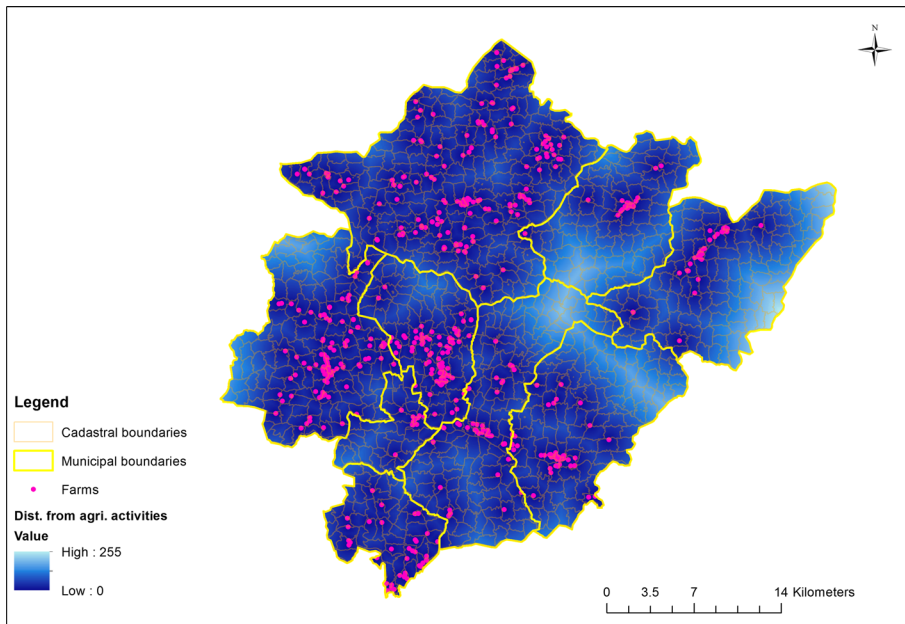 N
Legend
Cadastral boundaries
Municipal boundaries
Farms
Dist. from agri. activities
Value
High : 255
Low : 0
0 3.5 7 14 Kilometers